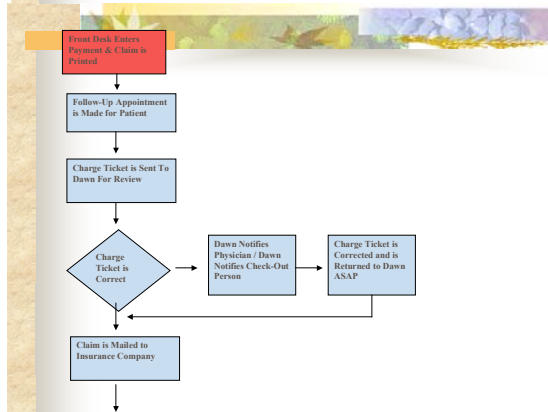 Front Desk Enters
Payment & Claim is
Printed
Follow-Up Appointment
is Made for Patient
Charge Ticket is Sent To
Dawn For Review
Charge
Ticket is
Correct
Dawn Notifies
Physician / Dawn
Notifies Check-Out
Person
Charge Ticket is
Corrected and is
Returned to Dawn
ASAP
Claim is Mailed to
Insurance Company